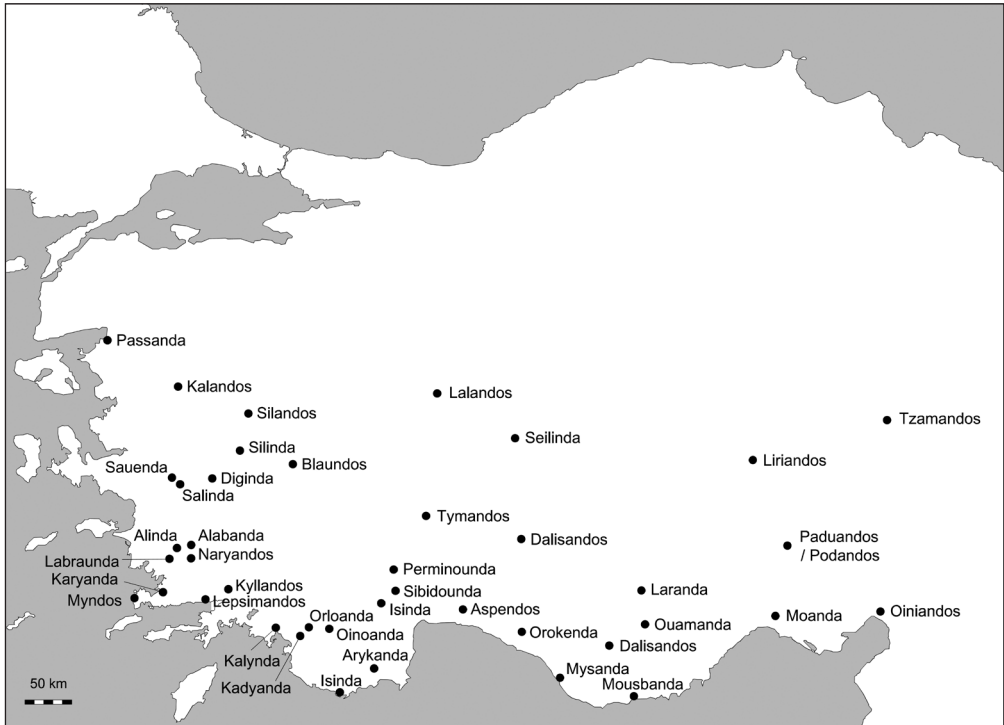 Passanda
Kalandos
Lalandos
Silandos
Tzamandos
Seilinda
Silinda
Blaundos
Liriandos
Sauenda
Diginda
Salinda
Tymandos
Alinda
Alabanda
Dalisandos
Paduandos
/ Podandos
Labraunda
Naryandos
Perminounda
Karyanda
Kyllandos
Sibidounda
Laranda
Myndos
Lepsimandos
Isinda
Aspendos
Oiniandos
Orloanda
Moanda
Oinoanda
Orokenda
Ouamanda
Dalisandos
Kalynda
Arykanda
Mysanda
Kadyanda
Isinda
Mousbanda
50 km